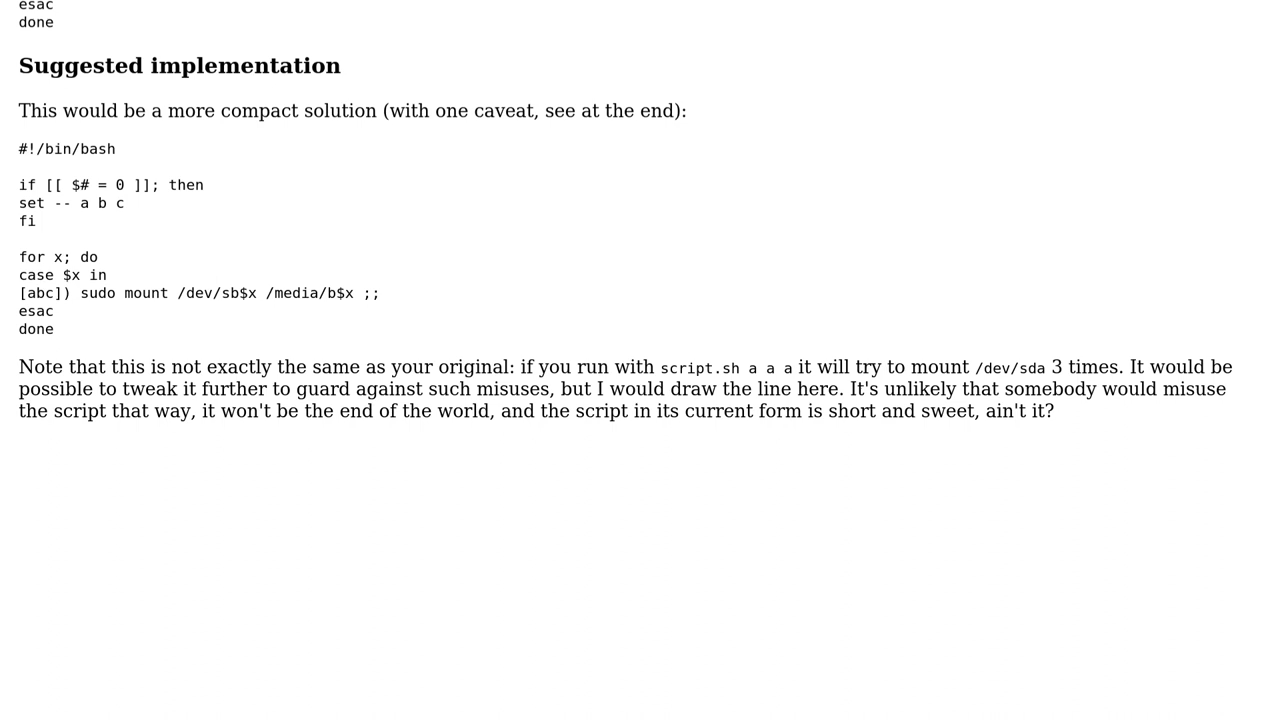 esac
done
Suggested implementation
This would be a more compact solution (with one caveat, see at the end):
#!/bin/bash
if [[ $# = 0 ]]; then
set -- a b c
fi
for x; do
case $x in
[abc]) sudo mount /dev/sb$x /media/b$x ;;
esac
done
Note that this is not exactly the same as your original: if you run with script.sh a a a it will try to mount /dev/sda 3 times. It would be
possible to tweak it further to guard against such misuses, but I would draw the line here. It's unlikely that somebody would misuse
the script that way, it won't be the end of the world, and the script in its current form is short and sweet, ain't it?